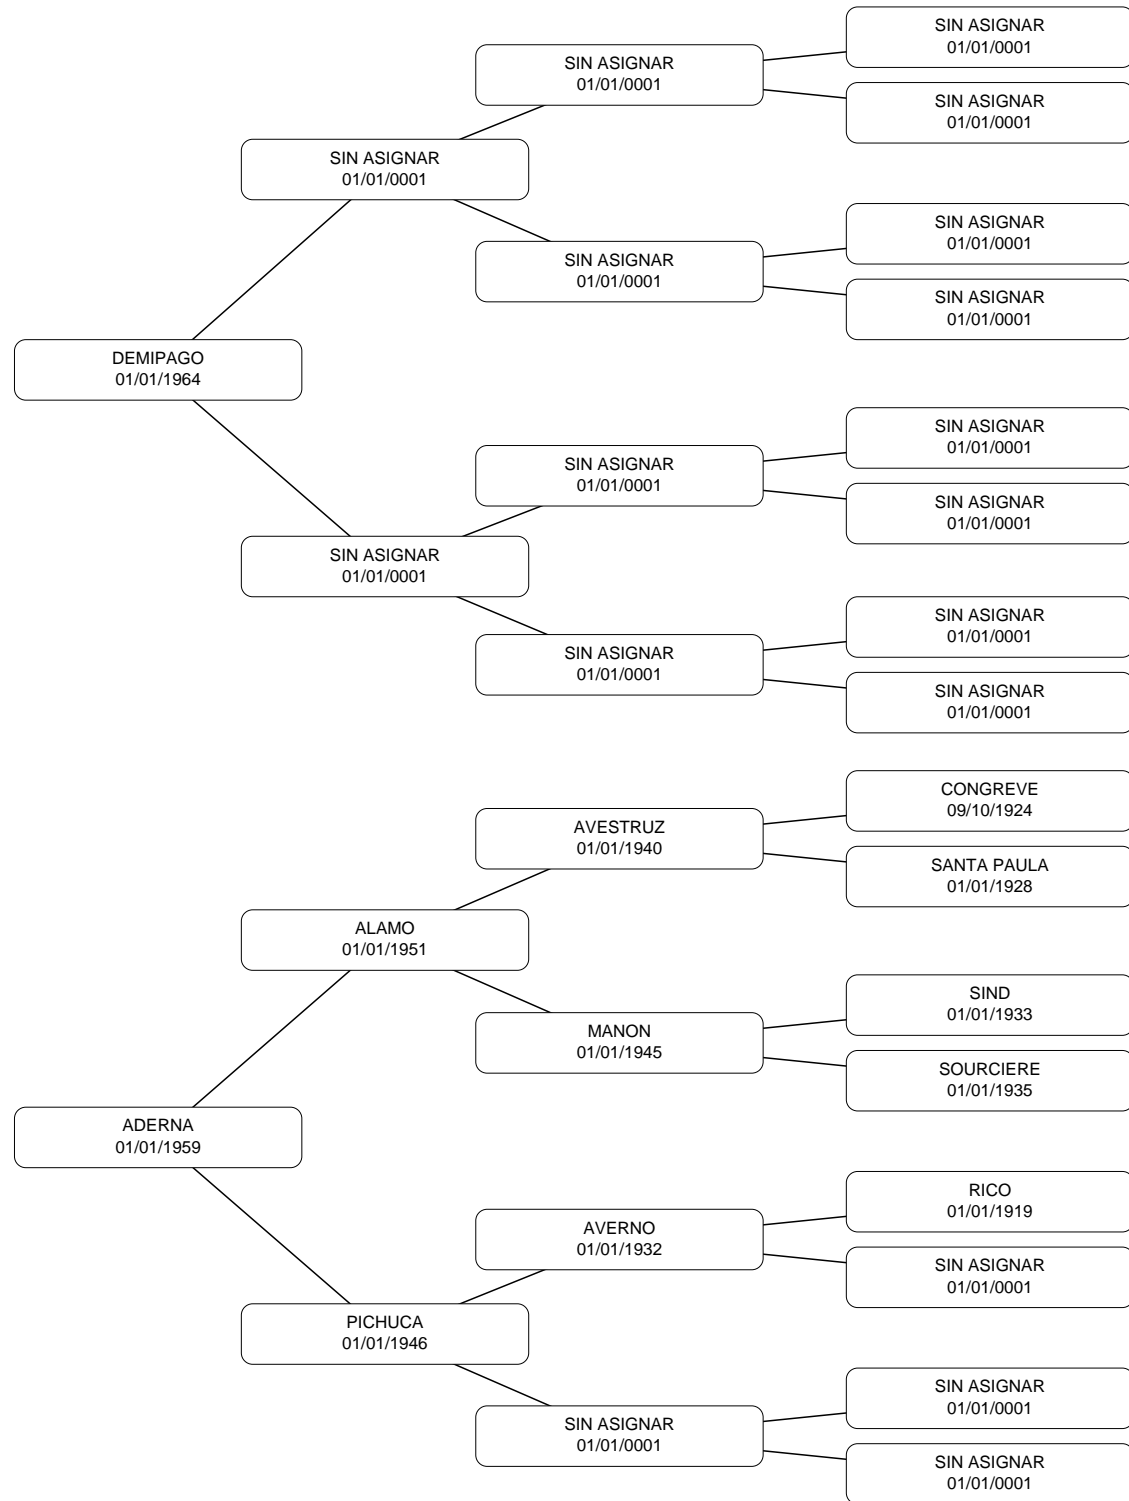 SIN ASIGNAR
01/01/0001
SIN ASIGNAR
01/01/0001
SIN ASIGNAR
01/01/0001
SIN ASIGNAR
01/01/0001
SIN ASIGNAR
01/01/0001
SIN ASIGNAR
01/01/0001
SIN ASIGNAR
01/01/0001
DEMIPAGO
01/01/1964
SIN ASIGNAR
01/01/0001
SIN ASIGNAR
01/01/0001
SIN ASIGNAR
01/01/0001
SIN ASIGNAR
01/01/0001
SIN ASIGNAR
01/01/0001
SIN ASIGNAR
01/01/0001
SIN ASIGNAR
01/01/0001
CONGREVE
09/10/1924
AVESTRUZ
01/01/1940
SANTA PAULA
01/01/1928
ALAMO
01/01/1951
SIND
01/01/1933
MANON
01/01/1945
SOURCIERE
01/01/1935
ADERNA
01/01/1959
RICO
01/01/1919
AVERNO
01/01/1932
SIN ASIGNAR
01/01/0001
PICHUCA
01/01/1946
SIN ASIGNAR
01/01/0001
SIN ASIGNAR
01/01/0001
SIN ASIGNAR
01/01/0001